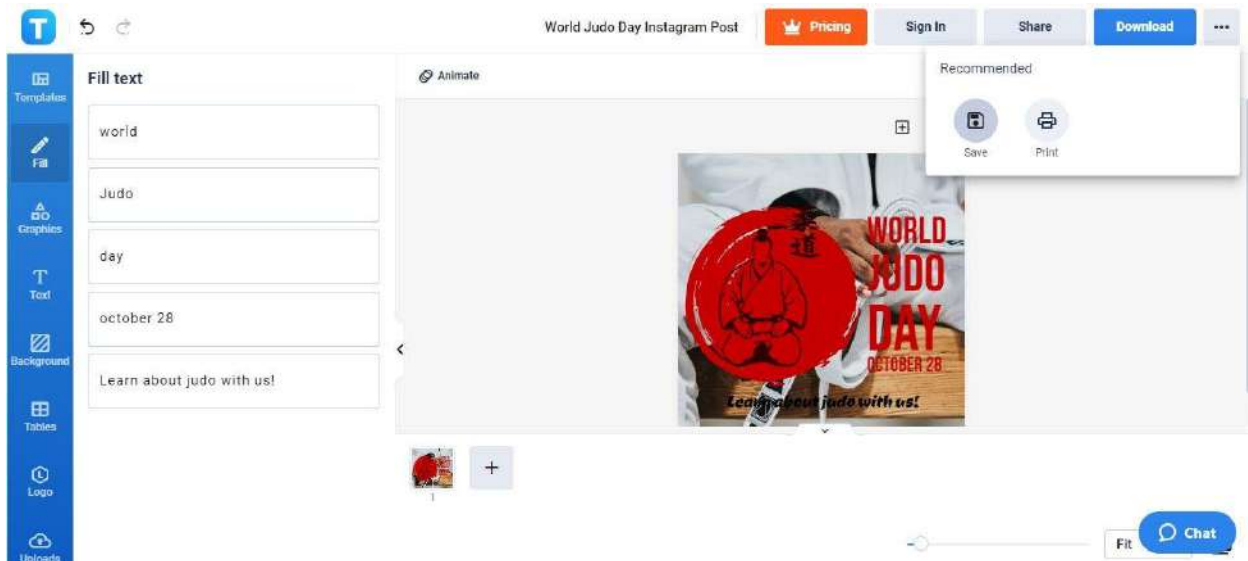 T
World Judo Day Instagram Post
Pricing
Sign In
Share
Download
Recommended
Save
Print
Templates
Fill
Graphics
Text
Background
Tables
Logo
Uploads
Fill text
world
Judo
day
october 28
Learn about judo with us!
Animate
柔道
WORLD
JUDO
DAY
OCTOBER 28
Learn about judo with us!
1
Fit
Chat